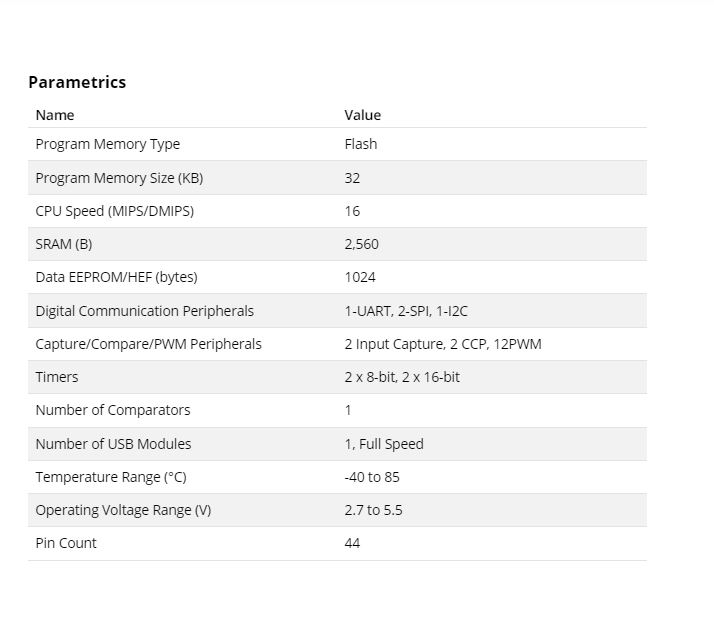 Parametrics
Name Value
Program Memory Type Flash
Program Memory Size (KB) 32
CPU Speed (MIPS/DMIPS) 16
SRAM (B) 2,560
Data EEPROM/HEF (bytes) 1024
Digital Communication Peripherals 1-UART, 2-SPI, 1-I2C
Capture/Compare/PWM Peripherals 2 Input Capture, 2 CCP, 12PWM
Timers 2 x 8-bit, 2 x 16-bit
Number of Comparators 1
Number of USB Modules 1, Full Speed
Temperature Range (°C) -40 to 85
Operating Voltage Range (V) 2.7 to 5.5
Pin Count 44